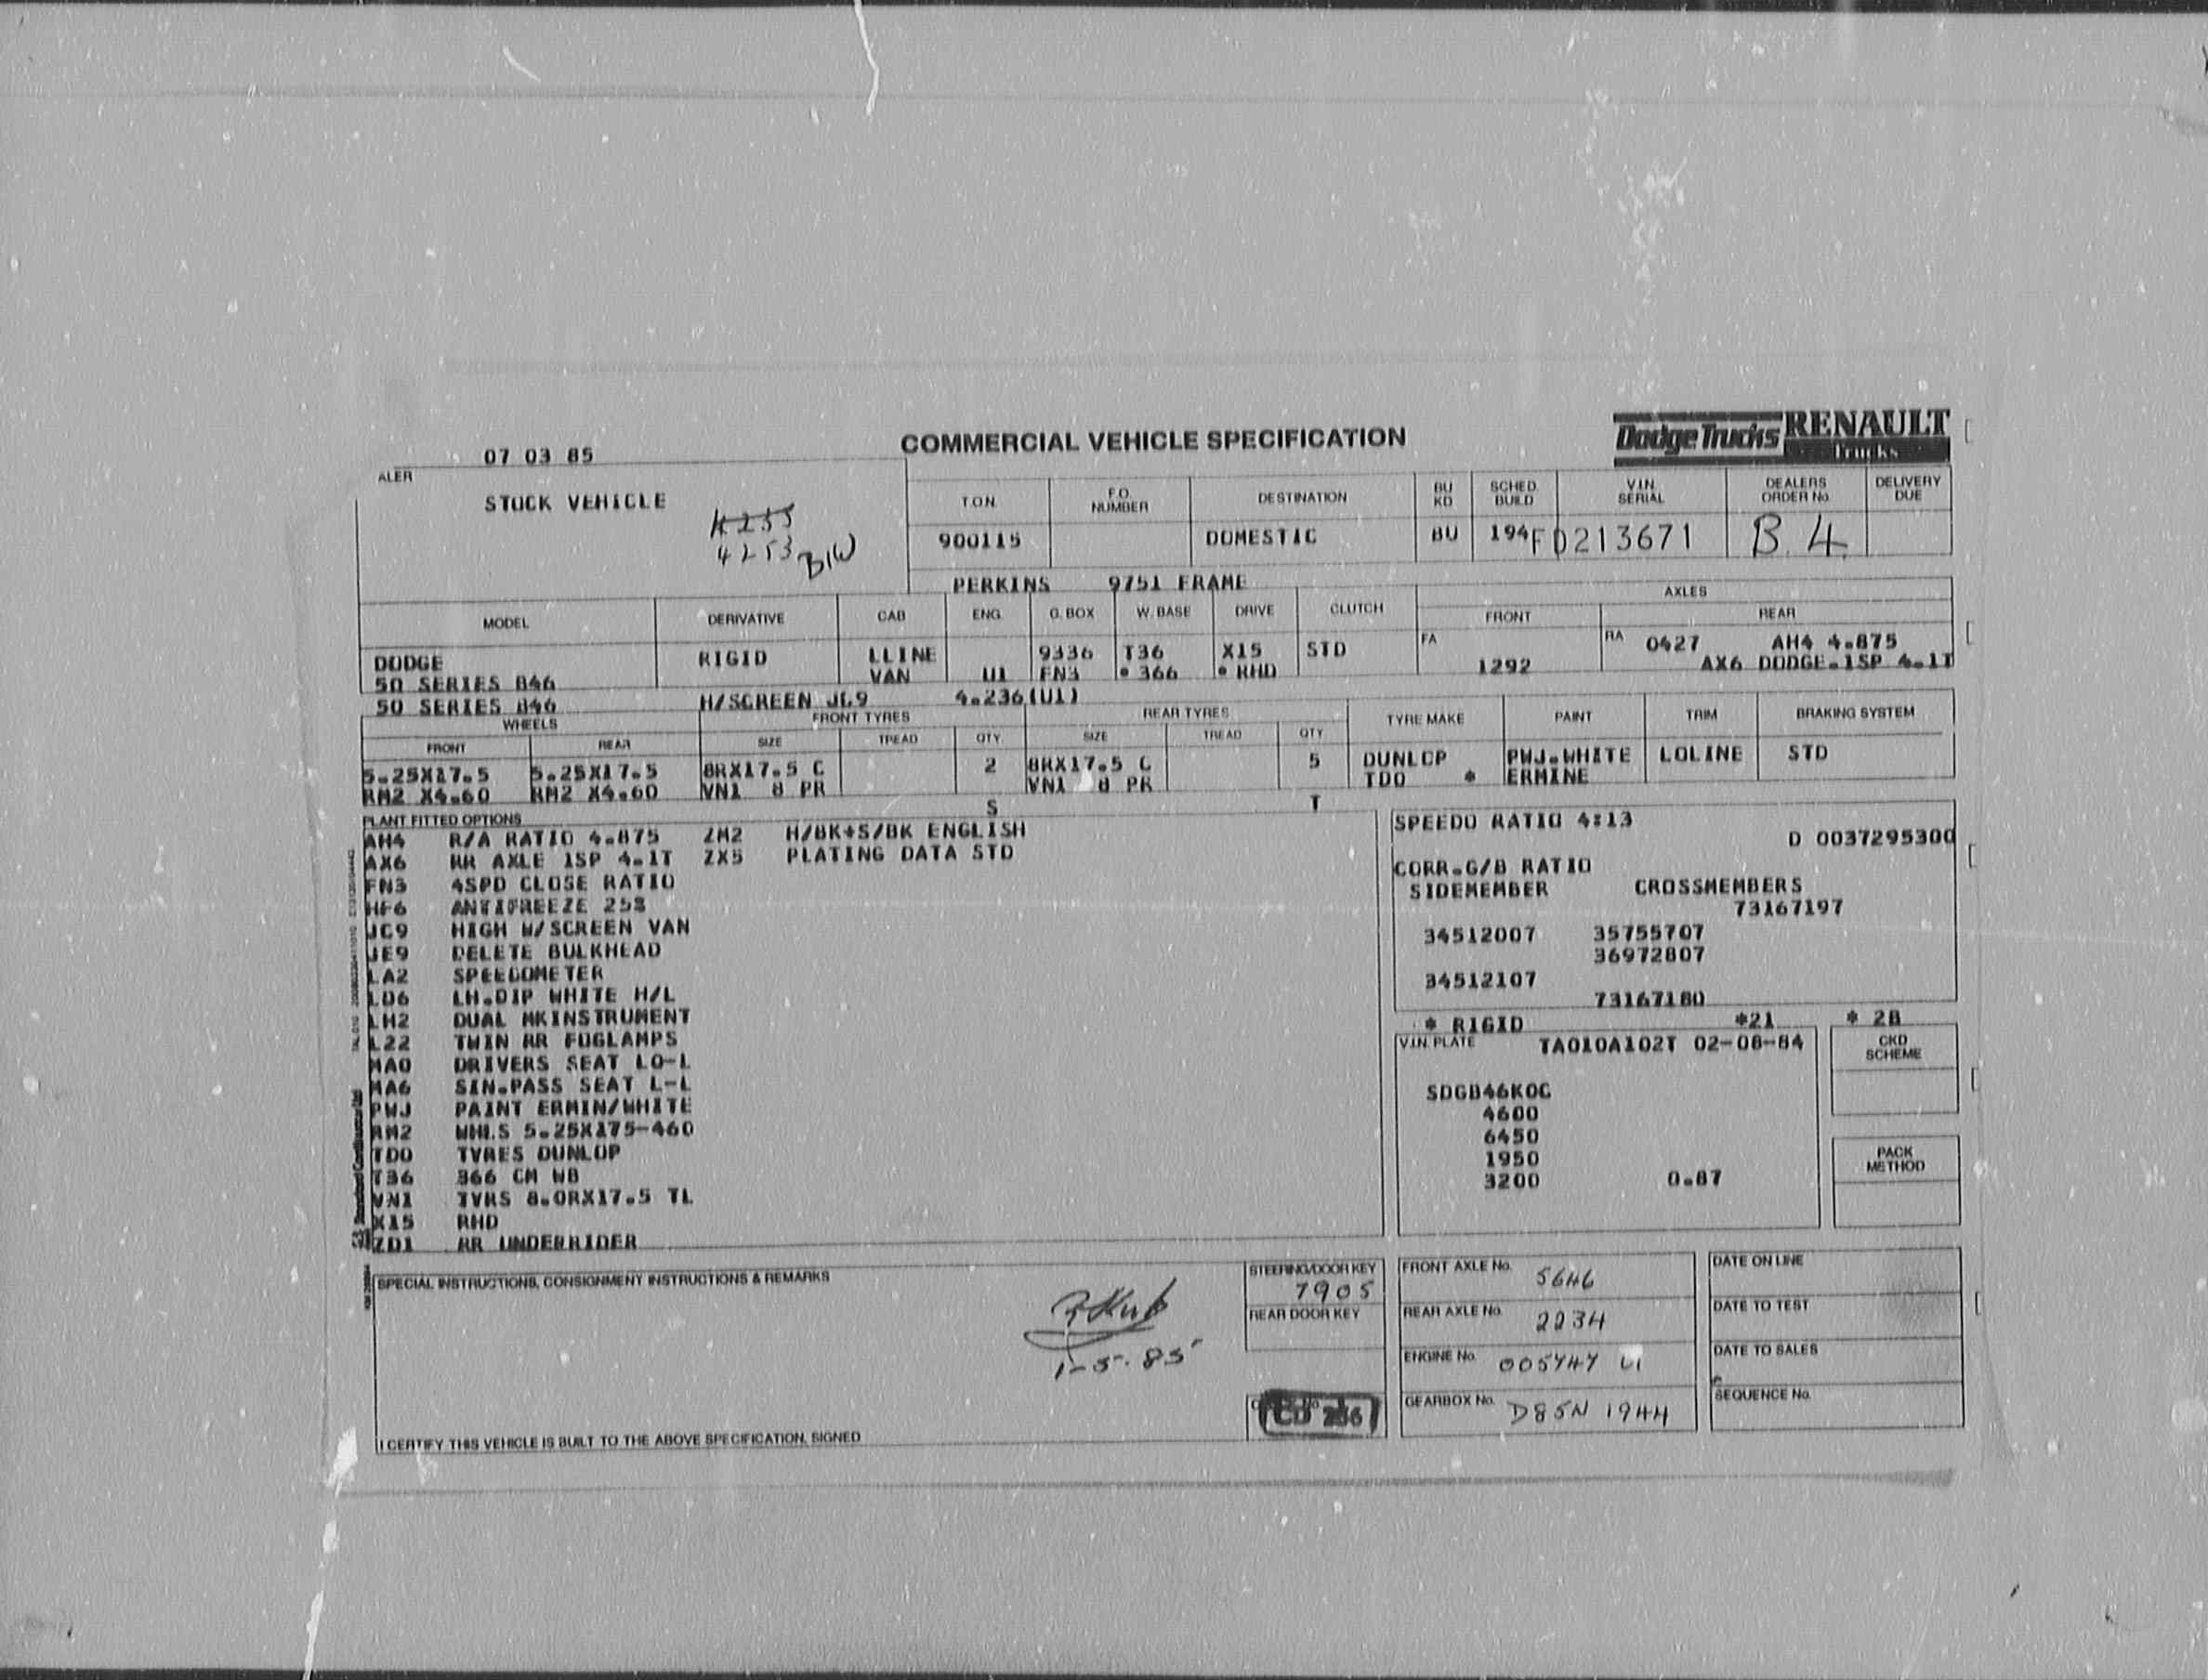 07 03 85
COMMERCIAL VEHICLE SPECIFICATION
Dodge Trucks RENAULT Trucks
ALER
STOCK VEHICLE
4253 BIW
T.O.N. F.O. NUMBER DESTINATION BU KD SCHED. BUILD V.I.N. SERIAL DEALERS ORDER No. DELIVERY DUE
900115 DOMESTIC BU 194 FD213671 B.4.
PERKINS 9751 FRAME
MODEL DERIVATIVE CAB ENG. G. BOX W. BASE DRIVE CLUTCH AXLES
FRONT REAR
DODGE RIGID LLINE 9336 T36 X15 STD FA RA 0427 AH4 4.875
50 SERIES B46 VAN U1 FN3 * 366 * RHD 1292 AX6 DODGE.1SP 4.1T
50 SERIES B46 H/SCREEN 4.236(U1)
WHEELS FRONT TYRES REAR TYRES TYRE MAKE PAINT TRIM BRAKING SYSTEM
FRONT REAR SIZE TREAD QTY. SIZE TREAD QTY
5.25X17.5 5.25X17.5 8RX17.5 C 2 8RX17.5 C 5 DUNLOP PWJ.WHITE LOLINE STD
RM2 X4.60 RM2 X4.60 VN1 8 PR VN1 8 PR TDO * ERMINE
S T
PLANT FITTED OPTIONS
AH4 R/A RATIO 4.875 ZM2 H/BK+S/BK ENGLISH
AX6 RR AXLE 1SP 4.1T ZX5 PLATING DATA STD
FN3 4SPD CLOSE RATIO
HF6 ANTIFREEZE 25%
JC9 HIGH W/SCREEN VAN
JE9 DELETE BULKHEAD
LA2 SPEEDOMETER
LD6 LH.DIP WHITE H/L
LH2 DUAL MKINSTRUMENT
L22 TWIN RR FOGLAMPS
MA0 DRIVERS SEAT LO-L
MA6 SIN.PASS SEAT L-L
PWJ PAINT ERMIN/WHITE
RM2 WHLS 5.25X175-460
TDO TYRES DUNLOP
T36 366 CM WB
VN1 TYRS 8.0RX17.5 TL
X15 RHD
ZD1 RR UNDERRIDER
SPEEDO RATIO 4:13
D 0037295300
CORR.G/B RATIO
SIDEMEMBER CROSSMEMBERS
73167197
34512007 35755707
36972807
34512107
73167180
* RIGID *21 * 2B
V.I.N. PLATE TA010A102T 02-08-84
SDGB46K0C
4600
6450
1950
3200 0.87
CKD SCHEME
PACK METHOD
SPECIAL INSTRUCTIONS, CONSIGNMENT INSTRUCTIONS & REMARKS
1-5-85
I CERTIFY THIS VEHICLE IS BUILT TO THE ABOVE SPECIFICATION, SIGNED
STEERING/DOOR KEY
7905
REAR DOOR KEY
FRONT AXLE No. 5646
REAR AXLE No. 2234
ENGINE No.
GEARBOX No. D85N 1944
DATE ON LINE
DATE TO TEST
DATE TO SALES
SEQUENCE No.